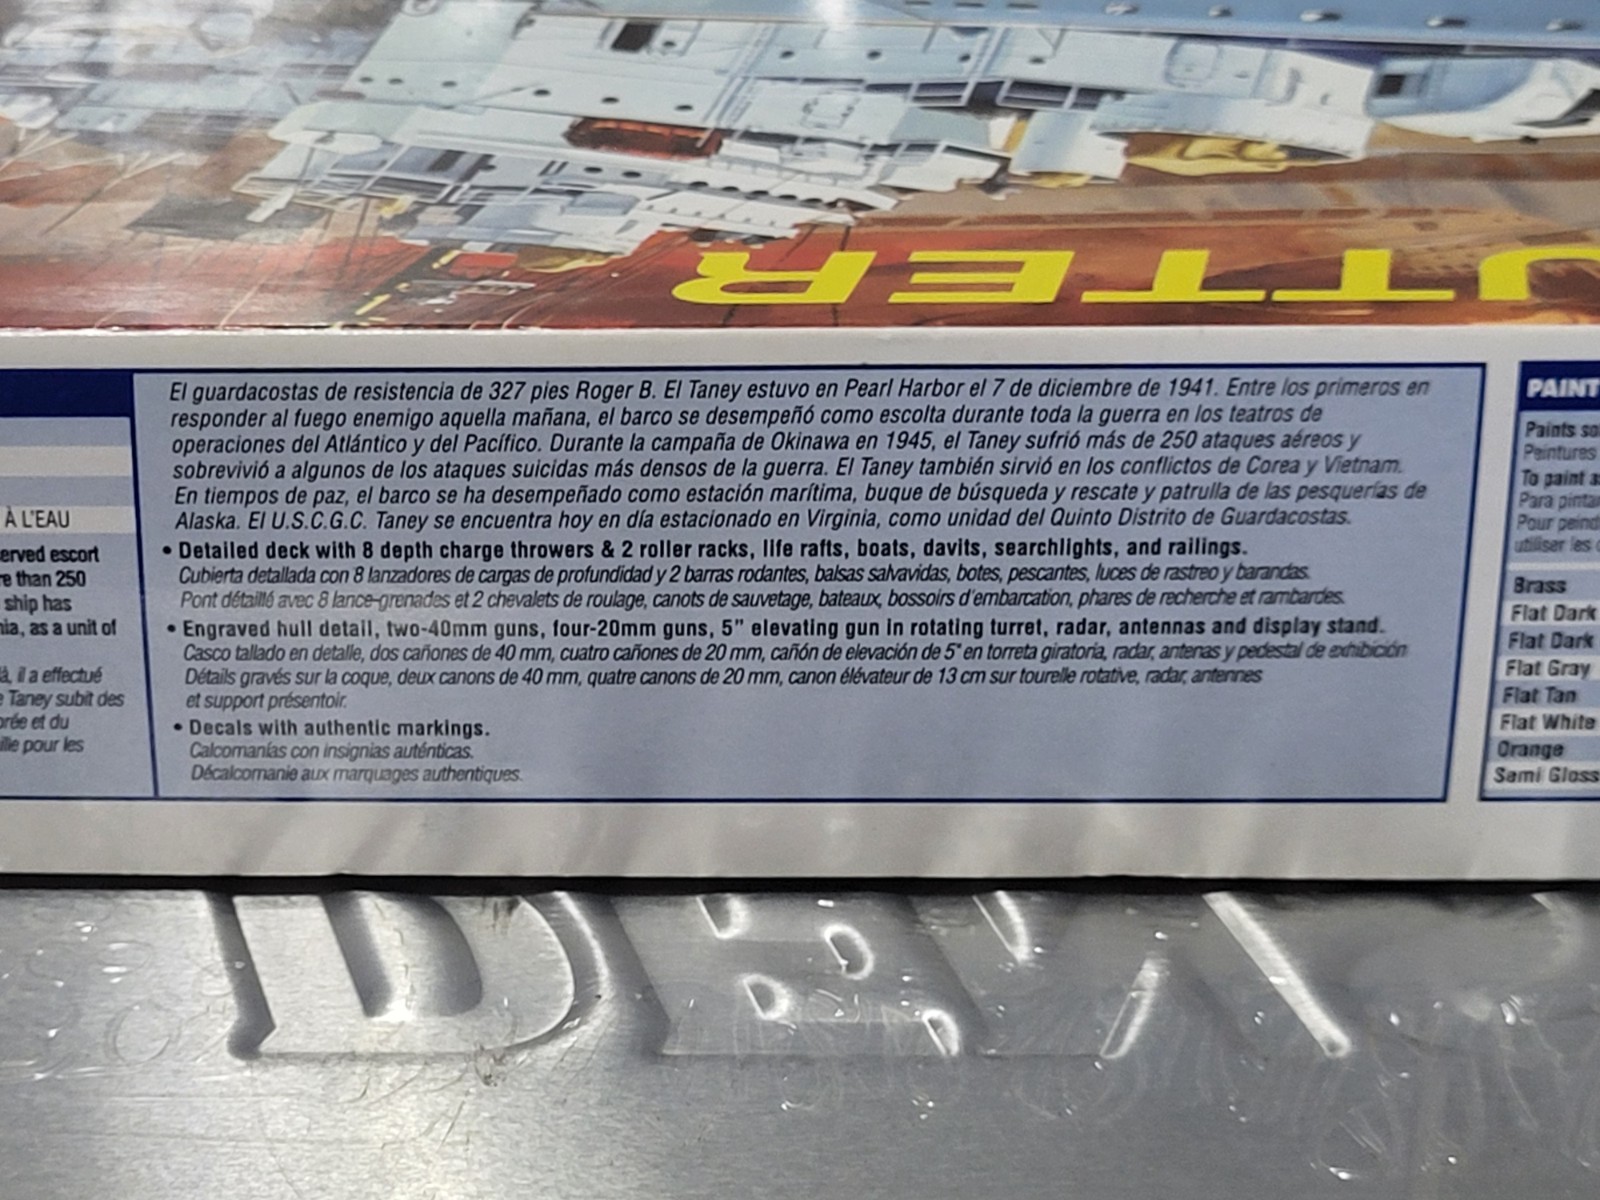 UTTER
À L'EAU
erved escort
re than 250
ship has
nia, as a unit of
là, il a effectué
e Taney subit des
orée et du
ille pour les
El guardacostas de resistencia de 327 pies Roger B. El Taney estuvo en Pearl Harbor el 7 de diciembre de 1941. Entre los primeros en
responder al fuego enemigo aquella mañana, el barco se desempeñó como escolta durante toda la guerra en los teatros de
operaciones del Atlántico y del Pacífico. Durante la campaña de Okinawa en 1945, el Taney sufrió más de 250 ataques aéreos y
sobrevivió a algunos de los ataques suicidas más densos de la guerra. El Taney también sirvió en los conflictos de Corea y Vietnam.
En tiempos de paz, el barco se ha desempeñado como estación marítima, buque de búsqueda y rescate y patrulla de las pesquerías de
Alaska. El U.S.C.G.C. Taney se encuentra hoy en día estacionado en Virginia, como unidad del Quinto Distrito de Guardacostas.
• Detailed deck with 8 depth charge throwers & 2 roller racks, life rafts, boats, davits, searchlights, and railings.
Cubierta detallada con 8 lanzadores de cargas de profundidad y 2 barras rodantes, balsas salvavidas, botes, pescantes, luces de rastreo y barandas.
Pont détaillé avec 8 lance-grenades et 2 chevalets de roulage, canots de sauvetage, bateaux, bossoirs d'embarcation, phares de recherche et rambardes.
• Engraved hull detail, two-40mm guns, four-20mm guns, 5" elevating gun in rotating turret, radar, antennas and display stand.
Casco tallado en detalle, dos cañones de 40 mm, cuatro cañones de 20 mm, cañón de elevación de 5" en torreta giratoria, radar, antenas y pedestal de exhibición
Détails gravés sur la coque, deux canons de 40 mm, quatre canons de 20 mm, canon élévateur de 13 cm sur tourelle rotative, radar, antennes
et support présentoir.
• Decals with authentic markings.
Calcomanías con insignias auténticas.
Décalcomanie aux marquages authentiques.
PAINT
Paints so
Peintures
To paint a
Para pinta
Pour peind
utiliser les
Brass
Flat Dark
Flat Dark
Flat Gray
Flat Tan
Flat White
Orange
Semi Gloss